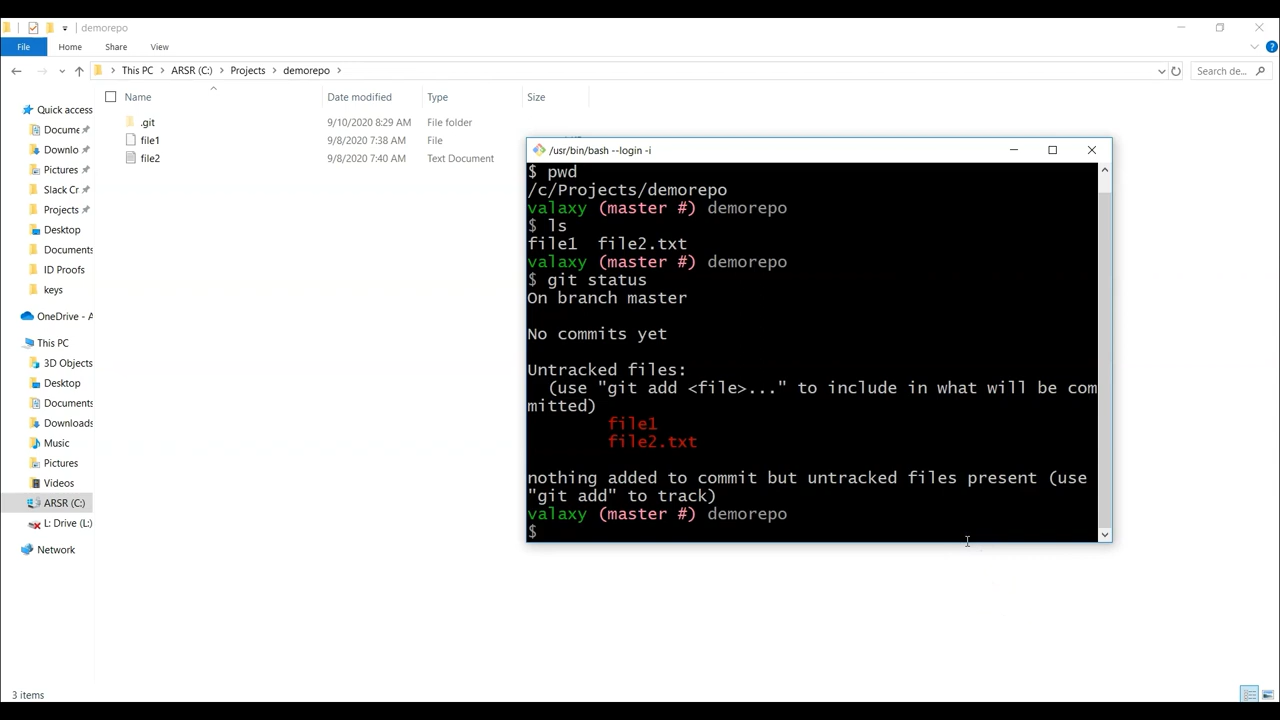 demorepo
File Home Share View
This PC ARSR (C:) Projects demorepo
Search de...
Name Date modified Type Size
.git 9/10/2020 8:29 AM File folder
file1 9/8/2020 7:38 AM File
file2 9/8/2020 7:40 AM Text Document
Quick access
Docume
Downlo
Pictures
Slack Cr
Projects
Desktop
Documents
ID Proofs
keys
OneDrive - A
This PC
3D Objects
Desktop
Documents
Downloads
Music
Pictures
Videos
ARSR (C:)
L: Drive (L:)
Network
3 items
/usr/bin/bash --login -i
$ pwd
/c/Projects/demorepo
valaxy (master #) demorepo
$ ls
file1 file2.txt
valaxy (master #) demorepo
$ git status
On branch master
No commits yet
Untracked files:
(use "git add <file>..." to include in what will be com
mitted)
file1
file2.txt
nothing added to commit but untracked files present (use
"git add" to track)
valaxy (master #) demorepo
$